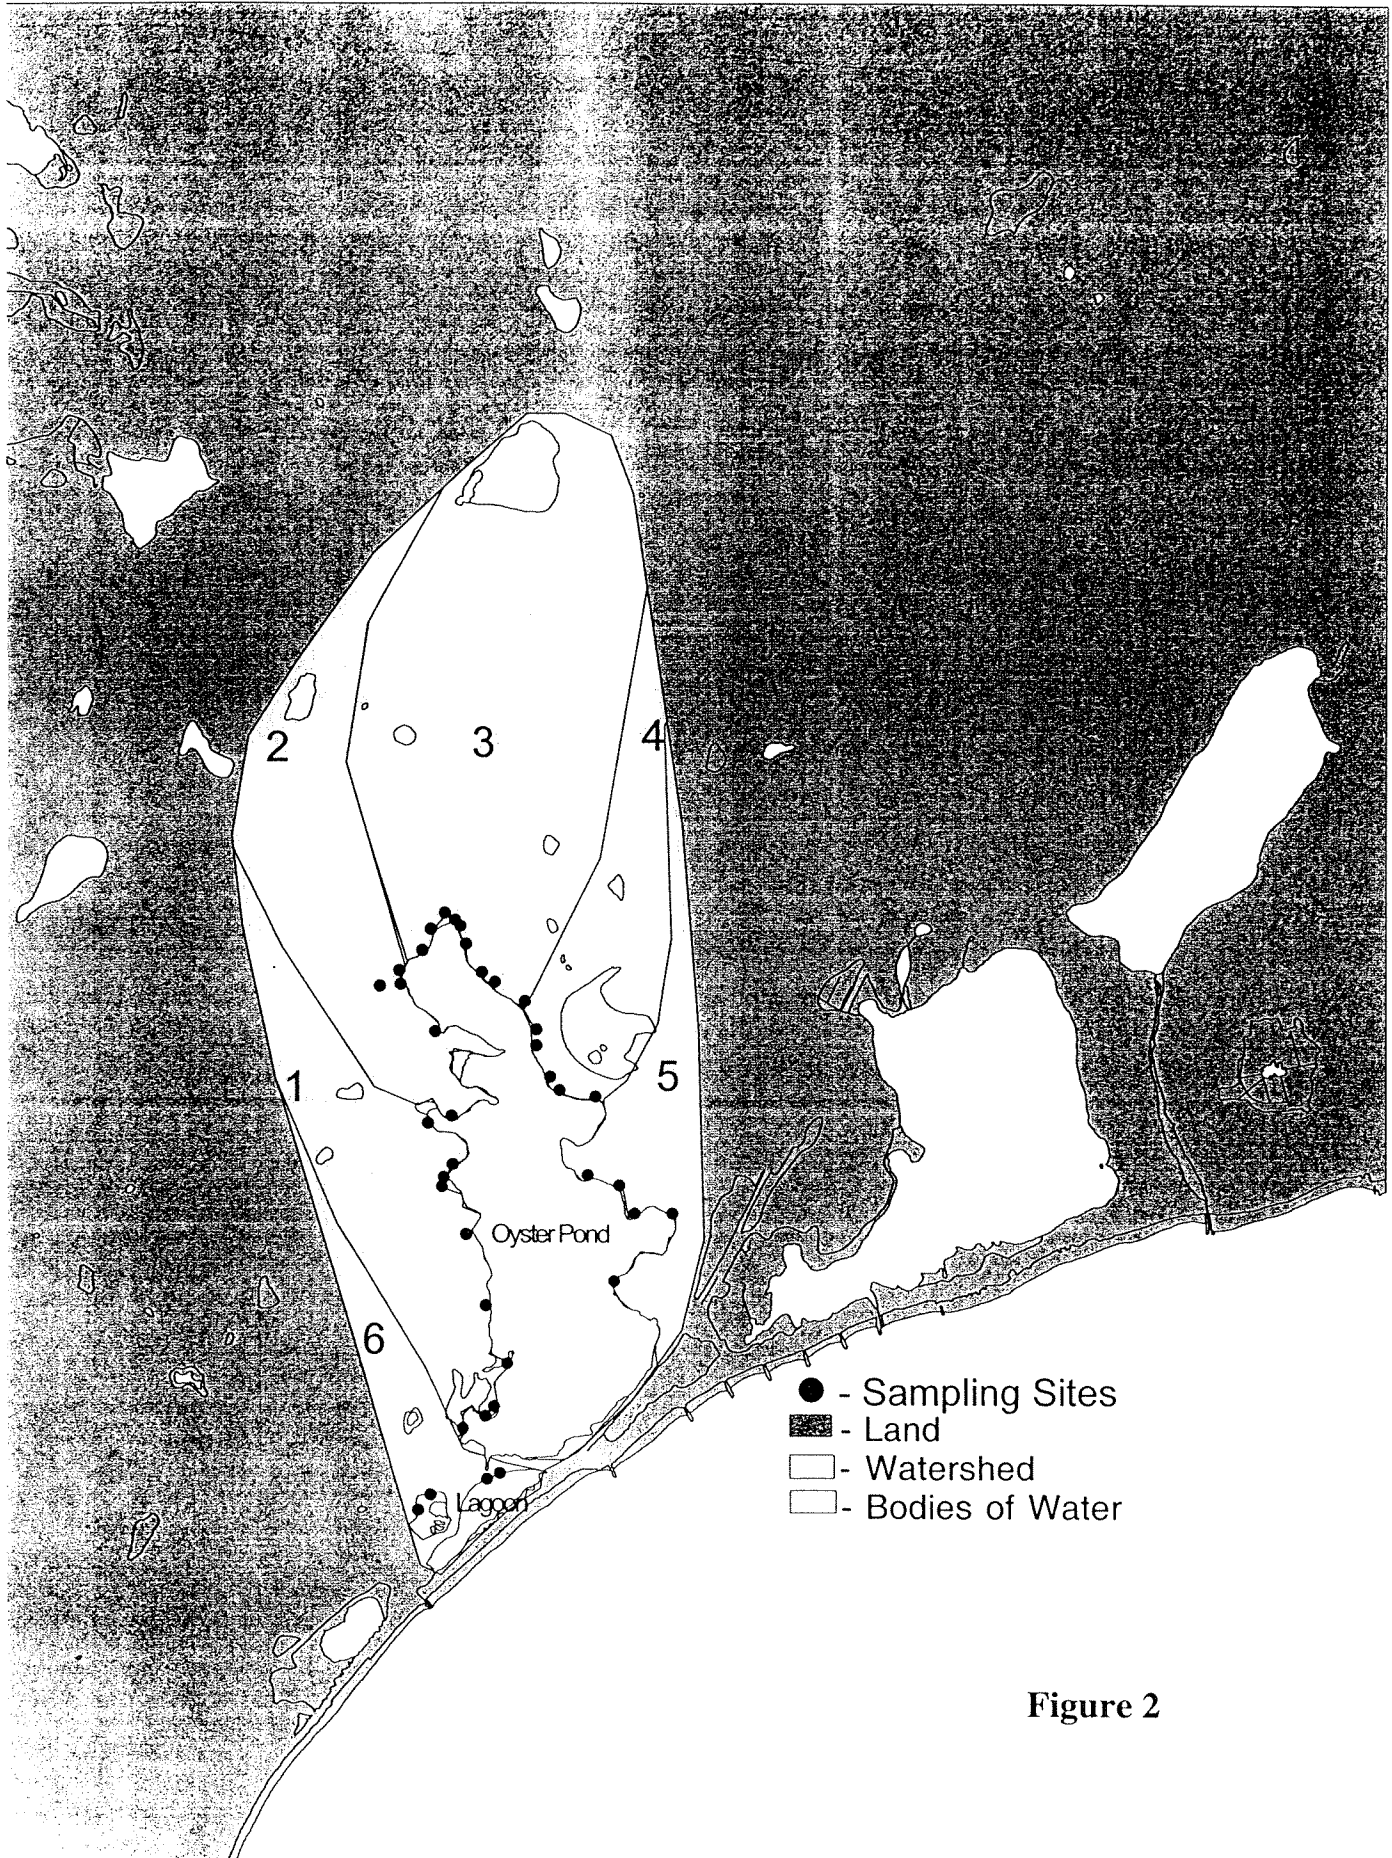 2
3
4
1
5
Oyster Pond
6
Lagoon
- Sampling Sites
- Land
- Watershed
- Bodies of Water
Figure 2